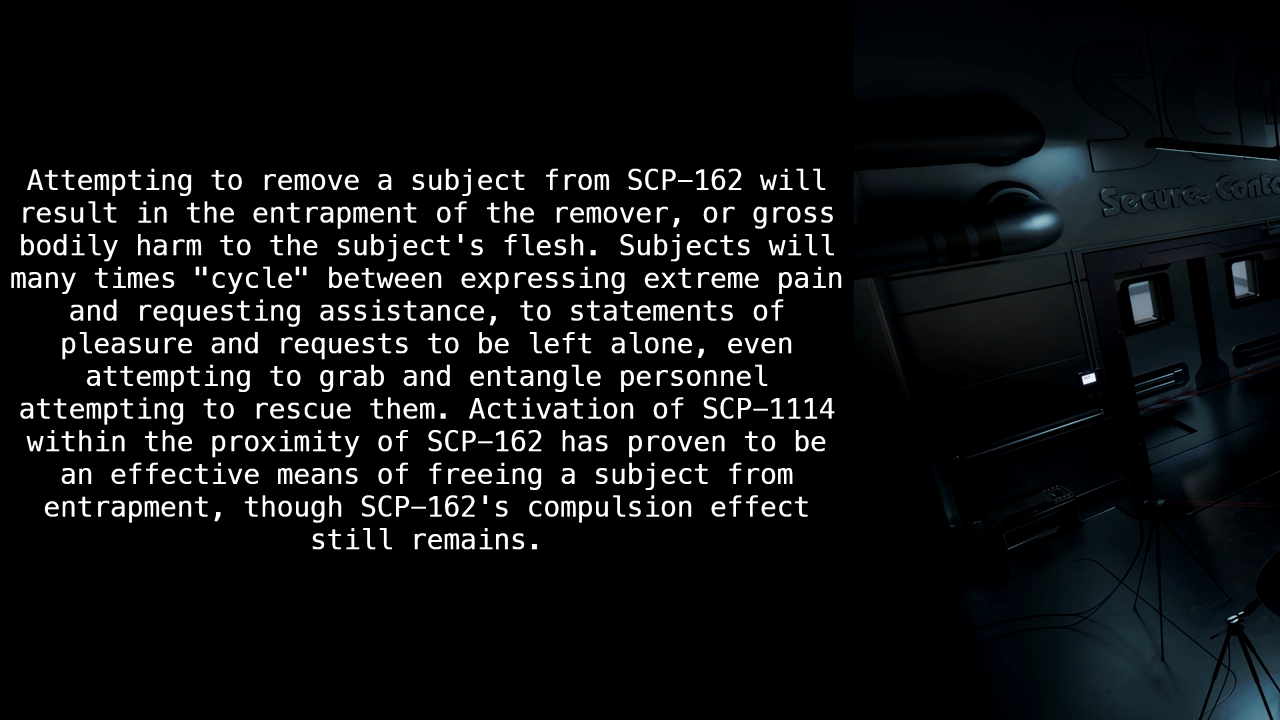 Attempting to remove a subject from SCP-162 will
result in the entrapment of the remover, or gross
bodily harm to the subject's flesh. Subjects will
many times "cycle" between expressing extreme pain
and requesting assistance, to statements of
pleasure and requests to be left alone, even
attempting to grab and entangle personnel
attempting to rescue them. Activation of SCP-1114
within the proximity of SCP-162 has proven to be
an effective means of freeing a subject from
entrapment, though SCP-162's compulsion effect
still remains.
SCP
Secure. Conta